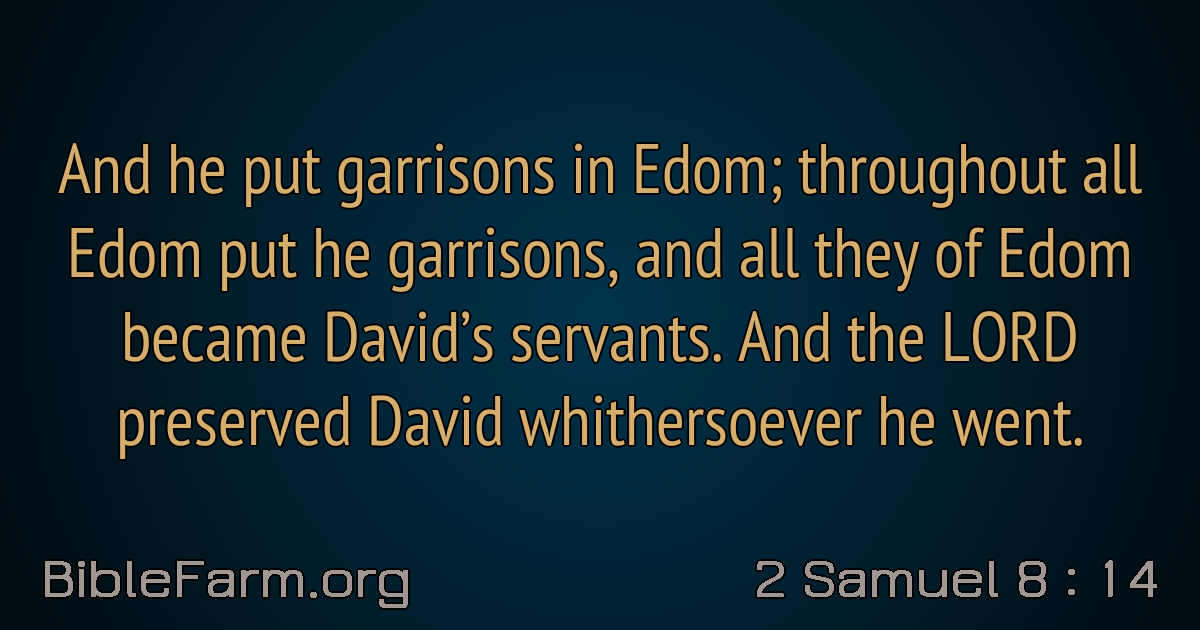 And he put garrisons in Edom; throughout all
Edom put he garrisons, and all they of Edom
became David’s servants. And the LORD
preserved David whithersoever he went.
BibleFarm.org
2 Samuel 8 : 14